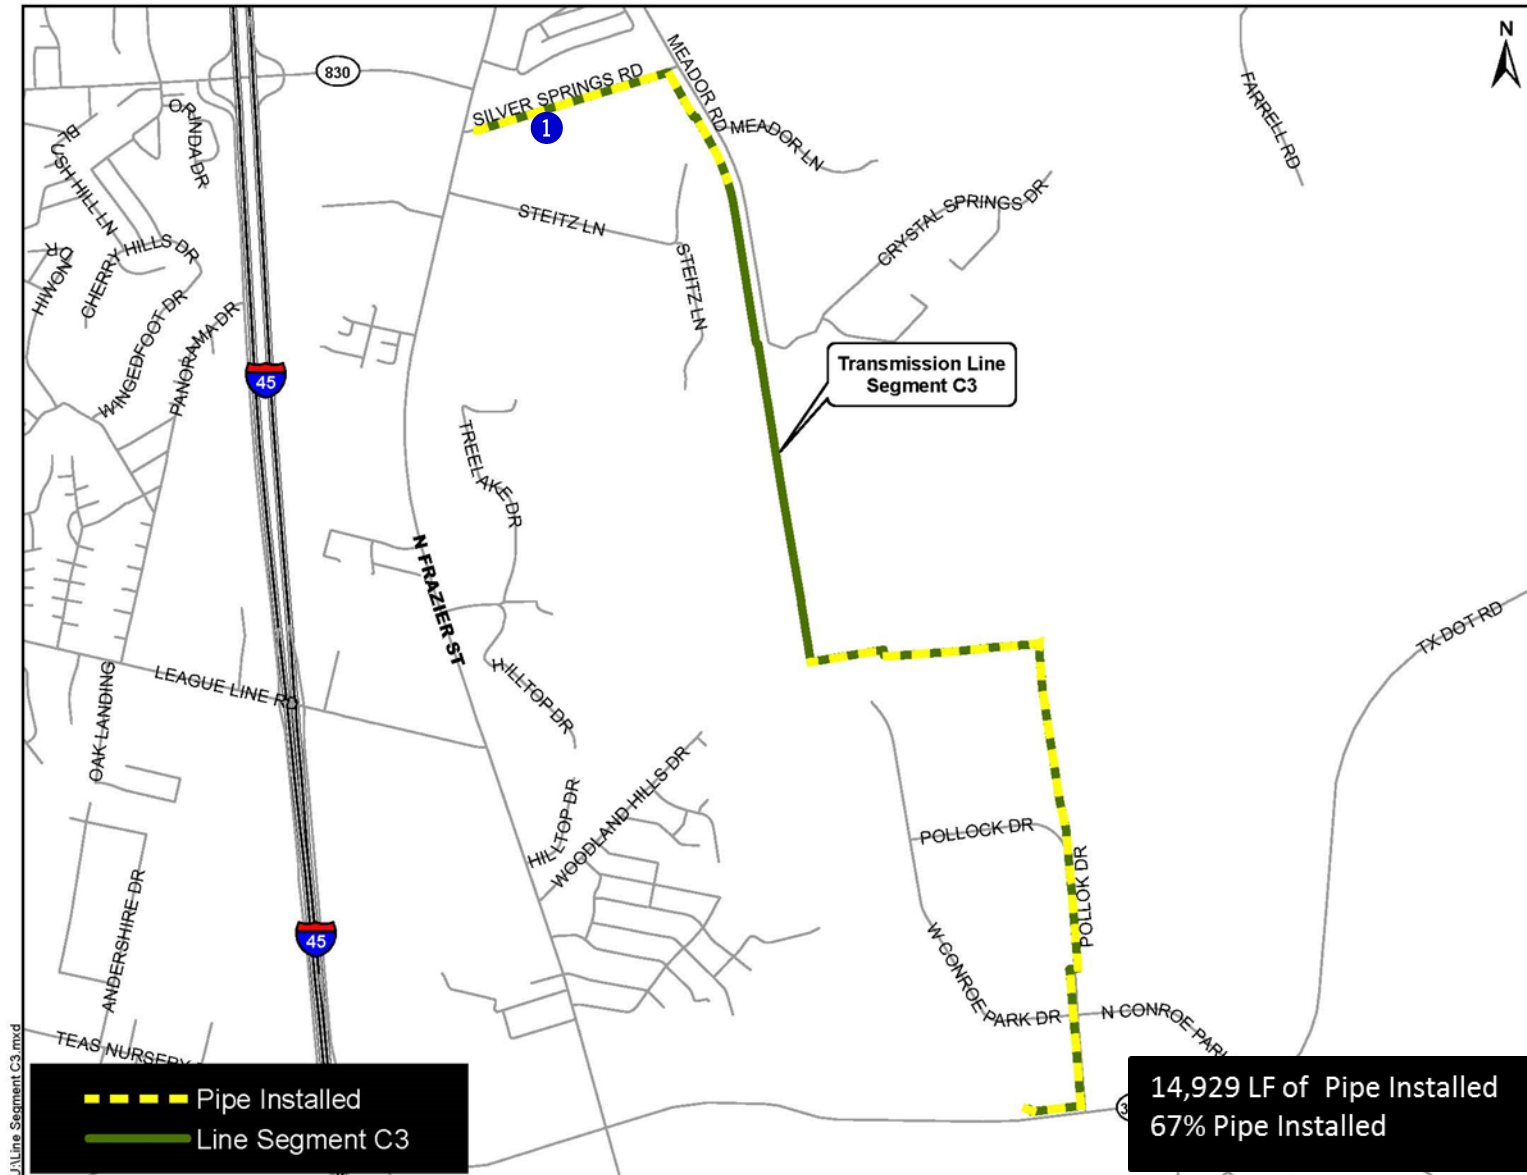 N
830
MEADOR RD
SILVER SPRINGS RD
1
MEADOR LN
FARRELL RD
ORINDA DR
BLUSH HILL LN
CRYSTAL SPRINGS DR
STEITZ LN
STEITZ LN
CHERRY HILLS DR
HIWON DR
WINGEDFOOT DR
PANORAMA DR
45
Transmission Line
Segment C3
TREELAKE DR
N FRAZIER ST
TX DOT RD
LEAGUE LINE RD
OAK LANDING
HILLTOP DR
HILLTOP DR
WOODLAND HILLS DR
POLLOCK DR
POLLOK DR
ANDERSHIRE DR
45
W CONROE PARK DR
N CONROE PARK
TEAS NURSERY
3
J:\Line Segment C3.mxd
Pipe Installed
Line Segment C3
14,929 LF of Pipe Installed
67% Pipe Installed